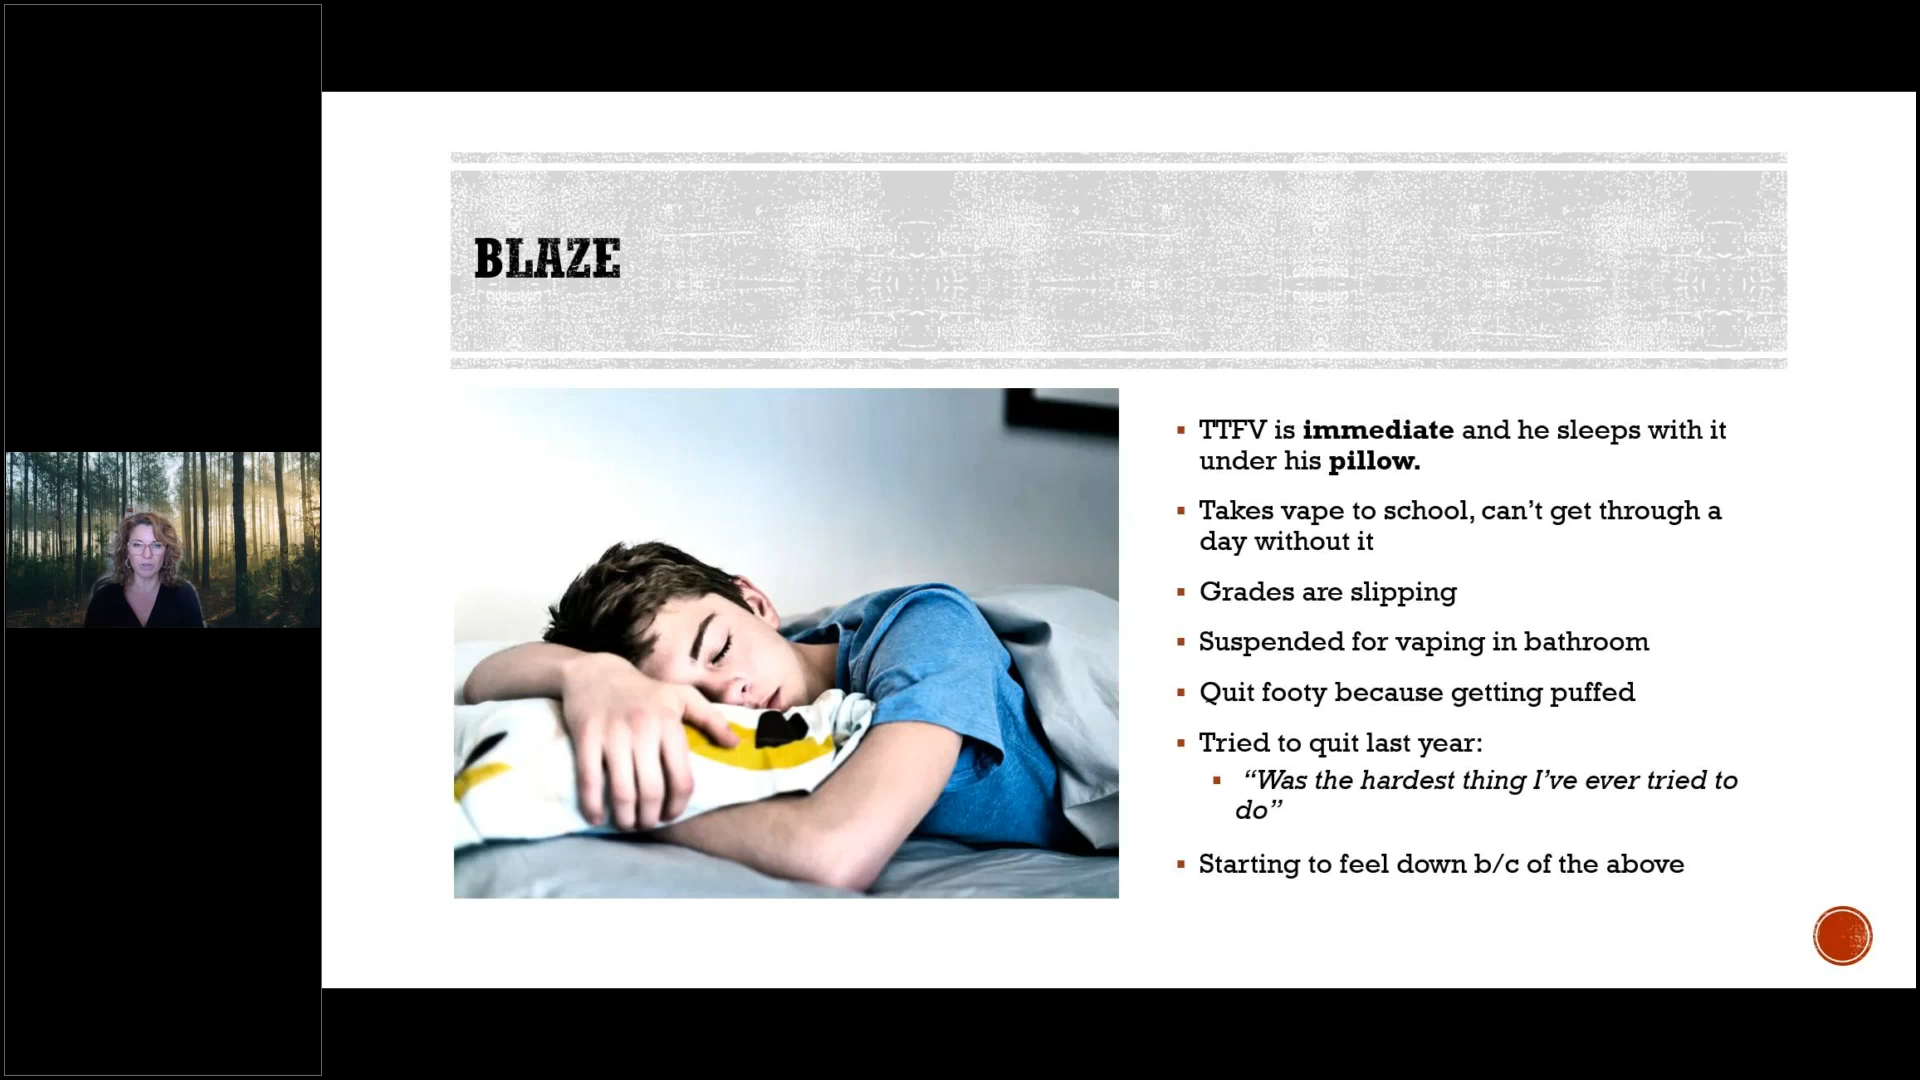 BLAZE
TTFV is immediate and he sleeps with it
under his pillow.
Takes vape to school, can’t get through a
day without it
Grades are slipping
Suspended for vaping in bathroom
Quit footy because getting puffed
Tried to quit last year:
“Was the hardest thing I’ve ever tried to
do”
Starting to feel down b/c of the above